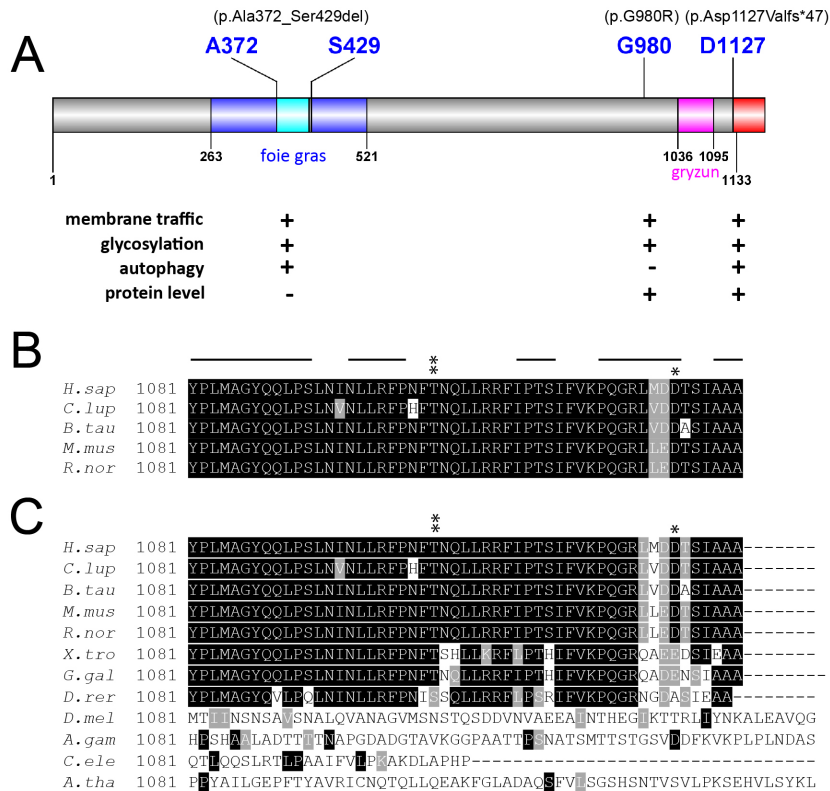 (p.Ala372_Ser429del) (p.G980R) (p.Asp1127Valfs*47)
A
A372 S429 G980 D1127
263 foie gras 521 1036 1095
gryzun
1 1133
membrane traffic + + +
glycosylation + + +
autophagy + - +
protein level - + +
B
* *
*
H.sap 1081 YPLMAGYQQLPSLNINLLRFPNFTNQLLRRFIPTSIFVKPQGRLMDDTSIAAA
C.lup 1081 YPLMAGYQQLPSLNVNLLRFPHFTNQLLRRFIPTSIFVKPQGRLVDDTSIAAA
B.tau 1081 YPLMAGYQQLPSLNINLLRFPNFTNQLLRRFIPTSIFVKPQGRLVDDASIAAA
M.mus 1081 YPLMAGYQQLPSLNINLLRFPNFTNQLLRRFIPTSIFVKPQGRLLEDTSIAAA
R.nor 1081 YPLMAGYQQLPSLNINLLRFPNFTNQLLRRFIPTSIFVKPQGRLLEDTSIAAA
C
* *
*
H.sap 1081 YPLMAGYQQLPSLNINLLRFPNFTNQLLRRFIPTSIFVKPQGRLMDDTSIAAA-------
C.lup 1081 YPLMAGYQQLPSLNVNLLRFPHFTNQLLRRFIPTSIFVKPQGRLVDDTSIAAA-------
B.tau 1081 YPLMAGYQQLPSLNINLLRFPNFTNQLLRRFIPTSIFVKPQGRLVDDASIAAA-------
M.mus 1081 YPLMAGYQQLPSLNINLLRFPNFTNQLLRRFIPTSIFVKPQGRLLEDTSIAAA-------
R.nor 1081 YPLMAGYQQLPSLNINLLRFPNFTNQLLRRFIPTSIFVKPQGRLLEDTSIAAA-------
X.tro 1081 YPLMAGYQQLPSLNINLLRFPNFTSHLLKRFLPTHIFVKPQGRQAEEDSIEAA-------
G.gal 1081 YPLMAGYQQLPSLNINLLRFPNFTNQLLRRFLPTSIFVKPQGRQADENSIAAA-------
D.rer 1081 YPLMAGYQVLPQLNINLLRFPNISSQLLRRFLPSRIFVKPQGRNGDASIEAA--------
D.mel 1081 MTIINSNSAVSNALQVANAGVMSNSTQSDDVNVAEEAINTHEGIKTTRLIYNKALEAVQG
A.gam 1081 HPSHAALADTTTTNAPGDADGTAVKGGPAATTPSNATSMTTSTGSVDDFKVKPLPLNDAS
C.ele 1081 QTLQQSLRTLPAAIFVLPKAKDLAPHP---------------------------------
A.tha 1081 PPYAILGEPFTYAVRICNQTQLLQEAKFGLADAQSFVLSGSHSNTVSVLPKSEHVLSYKL